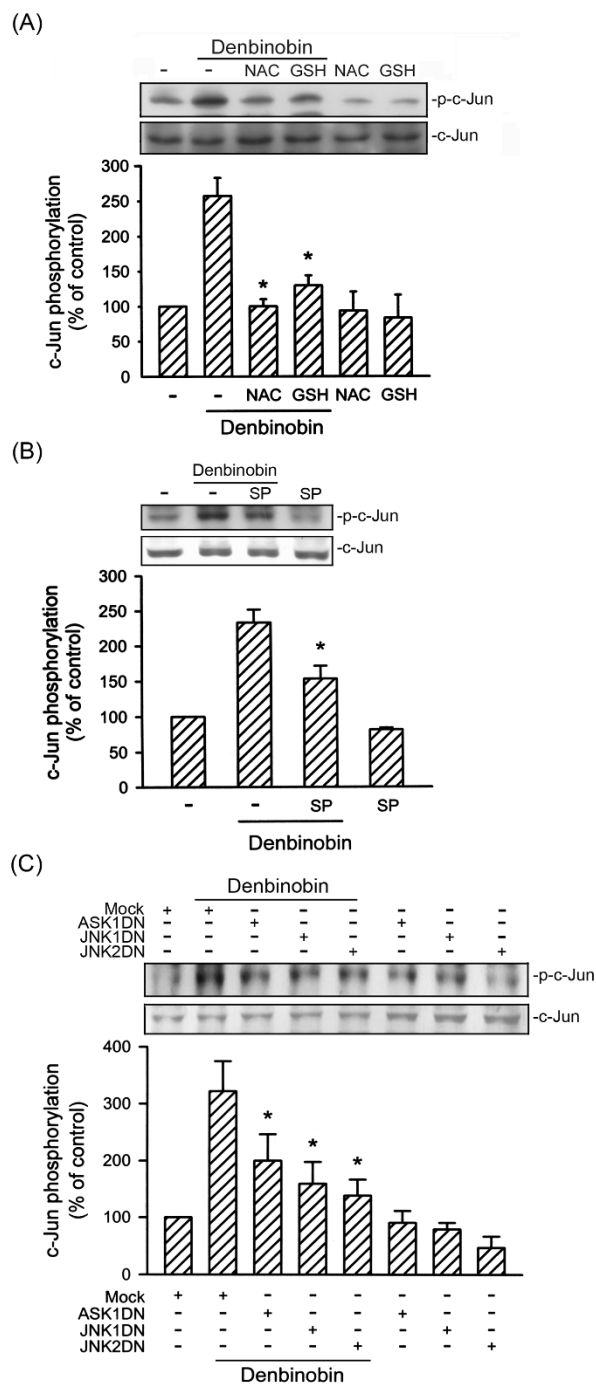 (A)
Denbinobin
- - NAC GSH NAC GSH
-p-c-Jun
-c-Jun
c-Jun phosphorylation
(% of control)
300
250
200
150
100
50
0
* *
- - NAC GSH NAC GSH
Denbinobin
(B)
Denbinobin
- - SP SP
-p-c-Jun
-c-Jun
c-Jun phosphorylation
(% of control)
300
250
200
150
100
50
0
*
- - SP SP
Denbinobin
(C)
Denbinobin
Mock + + - - - - - -
ASK1DN - - + - - + - -
JNK1DN - - - + - - + -
JNK2DN - - - - + - - +
-p-c-Jun
-c-Jun
c-Jun phosphorylation
(% of control)
400
300
200
100
0
* * *
Mock + + - - - - - -
ASK1DN - - + - - + - -
JNK1DN - - - + - - + -
JNK2DN - - - - + - - +
Denbinobin